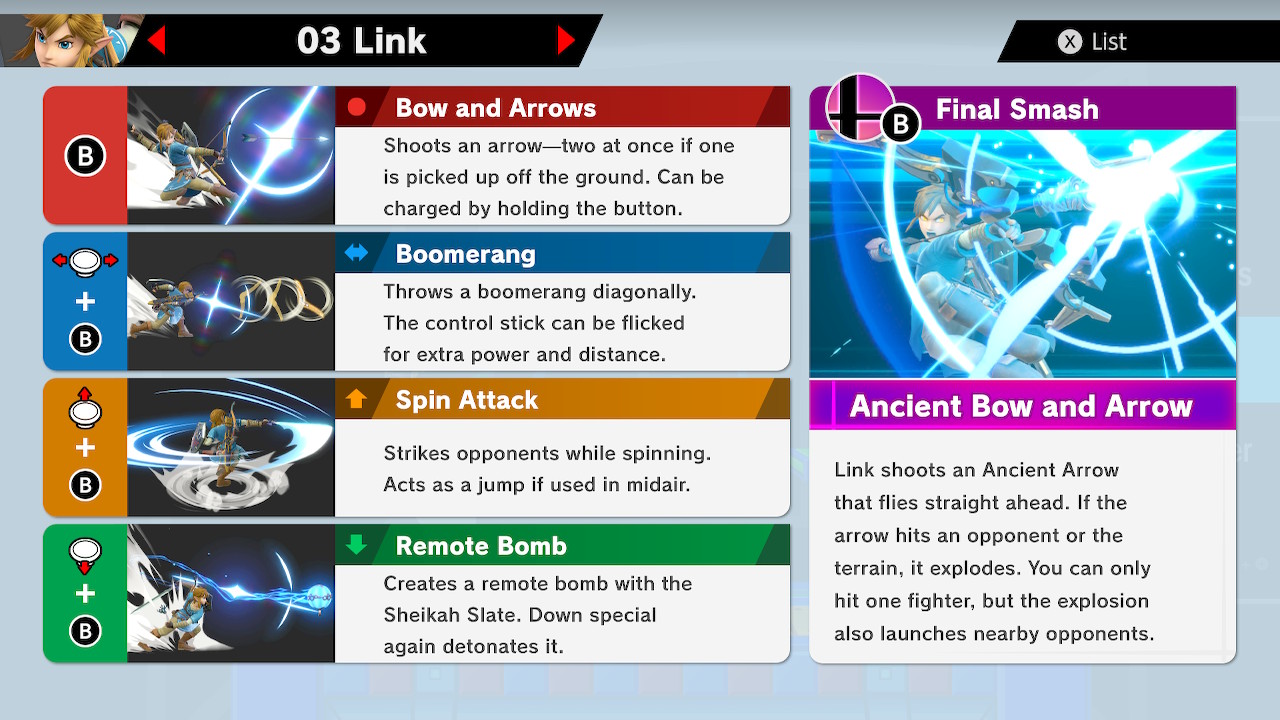 03 Link
X List
B
Bow and Arrows
Shoots an arrow—two at once if one
is picked up off the ground. Can be
charged by holding the button.
+
B
Boomerang
Throws a boomerang diagonally.
The control stick can be flicked
for extra power and distance.
+
B
Spin Attack
Strikes opponents while spinning.
Acts as a jump if used in midair.
+
B
Remote Bomb
Creates a remote bomb with the
Sheikah Slate. Down special
again detonates it.
B
Final Smash
Ancient Bow and Arrow
Link shoots an Ancient Arrow
that flies straight ahead. If the
arrow hits an opponent or the
terrain, it explodes. You can only
hit one fighter, but the explosion
also launches nearby opponents.